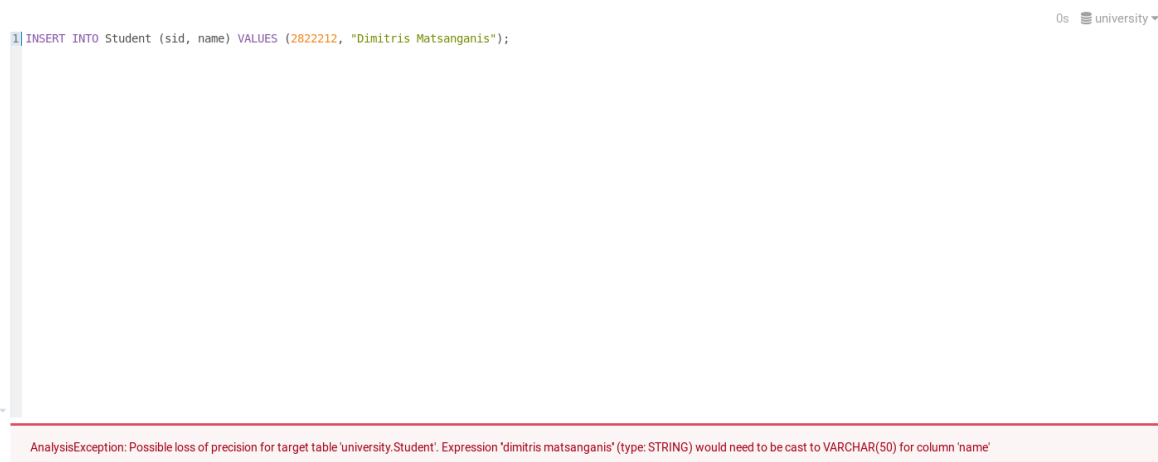 0s university
1 INSERT INTO Student (sid, name) VALUES (2822212, "Dimitris Matsanganis");
AnalysisException: Possible loss of precision for target table 'university.Student'. Expression ''dimitris matsanganis'' (type: STRING) would need to be cast to VARCHAR(50) for column 'name'